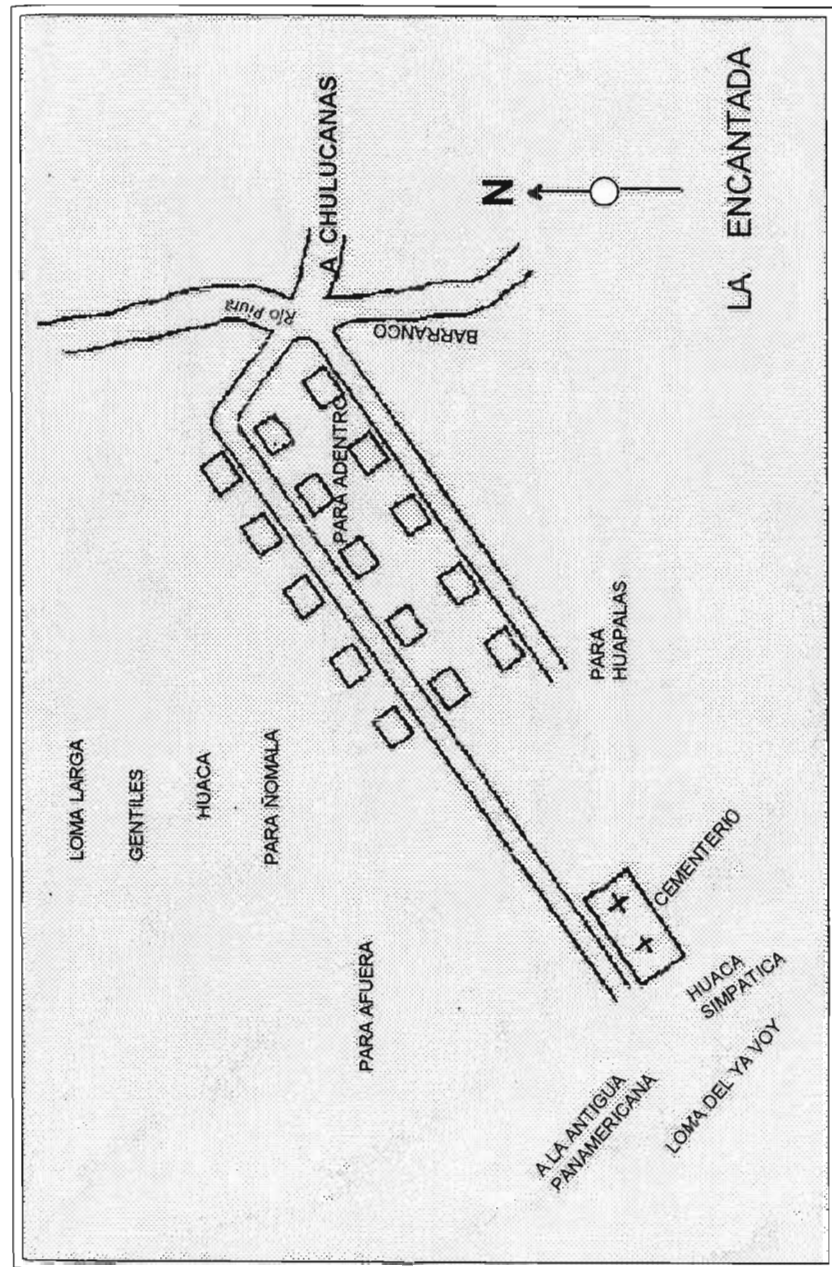 LOMA LARGA
GENTILES
HUACA
PARA ÑOMALA
PARA AFUERA
PARA ADENTRO
Río Piura
A CHULUCANAS
BARRANCO
N
PARA
HUAPALAS
CEMENTERIO
HUACA
SIMPATICA
LOMA DEL YA VOY
A LA ANTIGUA
PANAMERICANA
LA ENCANTADA